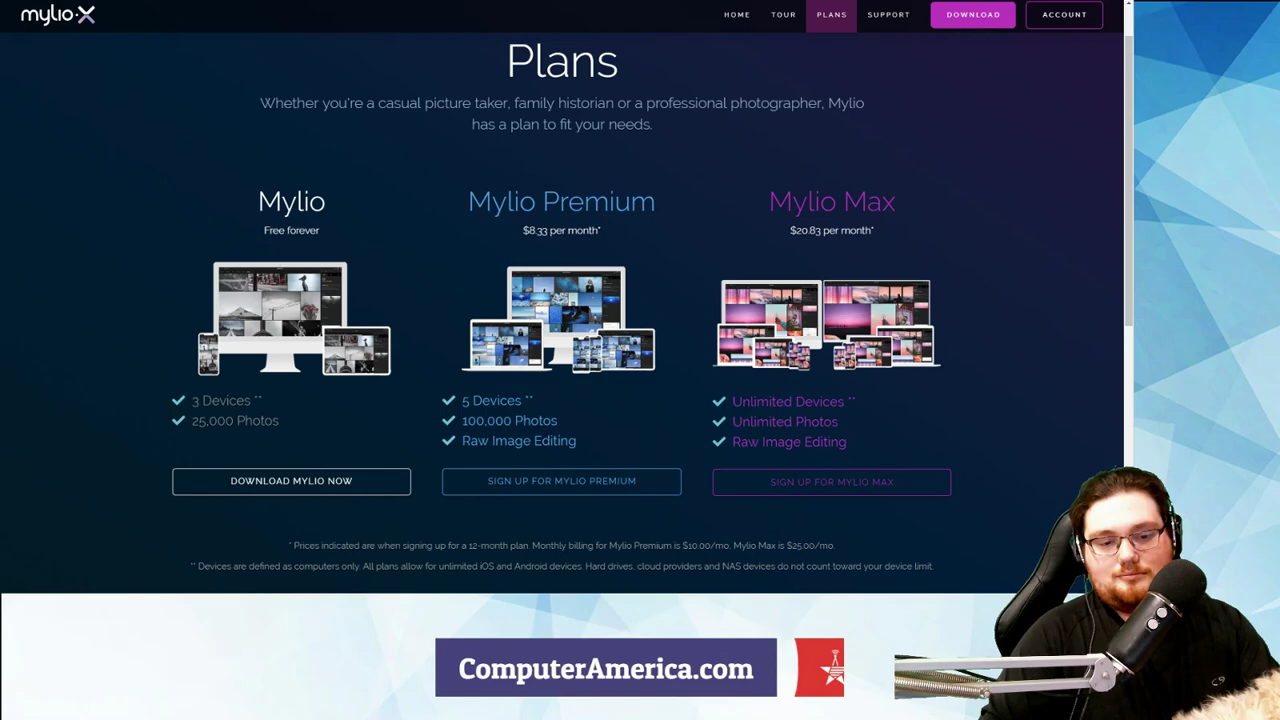 mylio X
HOME TOUR PLANS SUPPORT DOWNLOAD ACCOUNT
Plans
Whether you're a casual picture taker, family historian or a professional photographer, Mylio
has a plan to fit your needs.
Mylio
Free forever
3 Devices **
25,000 Photos
DOWNLOAD MYLIO NOW
Mylio Premium
$8.33 per month*
5 Devices **
100,000 Photos
Raw Image Editing
SIGN UP FOR MYLIO PREMIUM
Mylio Max
$20.83 per month*
Unlimited Devices **
Unlimited Photos
Raw Image Editing
SIGN UP FOR MYLIO MAX
* Prices indicated are when signing up for a 12-month plan. Monthly billing for Mylio Premium is $10.00/mo, Mylio Max is $25.00/mo.
** Devices are defined as computers only. All plans allow for unlimited iOS and Android devices. Hard drives, cloud providers and NAS devices do not count toward your device limit.
ComputerAmerica.com